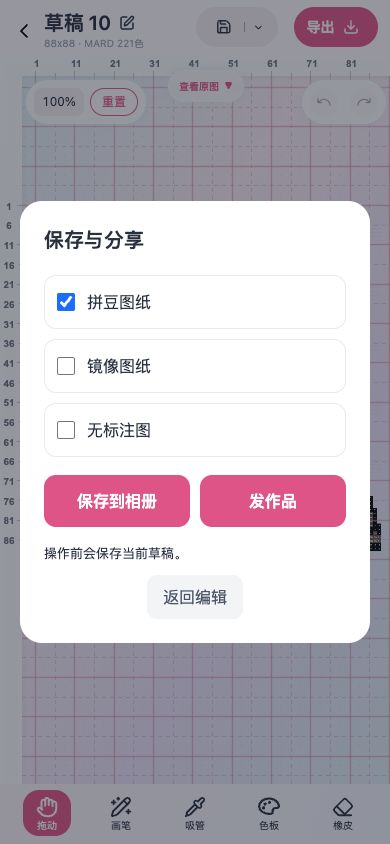 草稿 10
88x88 · MARD 221色
导出
1 11 21 31 41 51 61 71 81
查看原图 ▼
100% 重置
1
6
11
16
21
26
31
36
41
46
51
56
61
66
71
76
81
86
保存与分享
拼豆图纸
镜像图纸
无标注图
保存到相册 发作品
操作前会保存当前草稿。
返回编辑
拖动 画笔 吸管 色板 橡皮